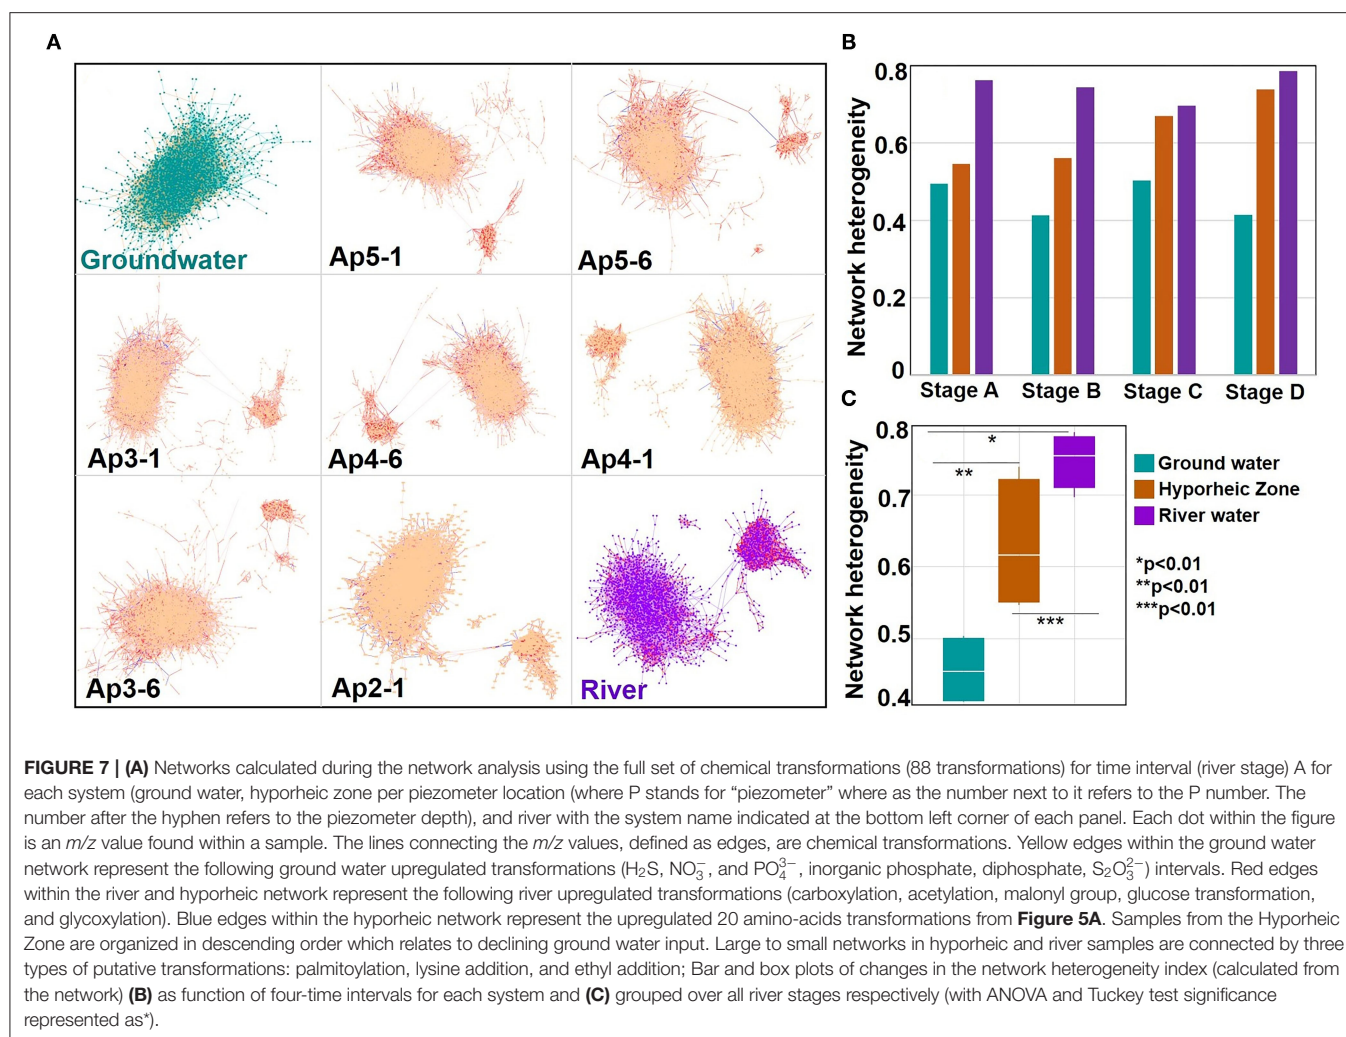 A
Groundwater
Ap5-1
Ap5-6
Ap3-1
Ap4-6
Ap4-1
Ap3-6
Ap2-1
River
B
Network heterogeneity
0.8
0.6
0.4
0.2
0
Stage A
Stage B
Stage C
Stage D
C
Network heterogeneity
0.8
0.7
0.6
0.5
0.4
*
**
***
Ground water
Hyporheic Zone
River water
*p<0.01
**p<0.01
***p<0.01
FIGURE 7 | (A) Networks calculated during the network analysis using the full set of chemical transformations (88 transformations) for time interval (river stage) A for
each system (ground water, hyporheic zone per piezometer location (where P stands for “piezometer” where as the number next to it refers to the P number. The
number after the hyphen refers to the piezometer depth), and river with the system name indicated at the bottom left corner of each panel. Each dot within the figure
is an m/z value found within a sample. The lines connecting the m/z values, defined as edges, are chemical transformations. Yellow edges within the ground water
network represent the following ground water upregulated transformations (H₂S, NO₃⁻, and PO₄³⁻, inorganic phosphate, diphosphate, S₂O₃²⁻) intervals. Red edges
within the river and hyporheic network represent the following river upregulated transformations (carboxylation, acetylation, malonyl group, glucose transformation,
and glycoxylation). Blue edges within the hyporheic network represent the upregulated 20 amino-acids transformations from Figure 5A. Samples from the Hyporheic
Zone are organized in descending order which relates to declining ground water input. Large to small networks in hyporheic and river samples are connected by three
types of putative transformations: palmitoylation, lysine addition, and ethyl addition; Bar and box plots of changes in the network heterogeneity index (calculated from
the network) (B) as function of four-time intervals for each system and (C) grouped over all river stages respectively (with ANOVA and Tuckey test significance
represented as*).